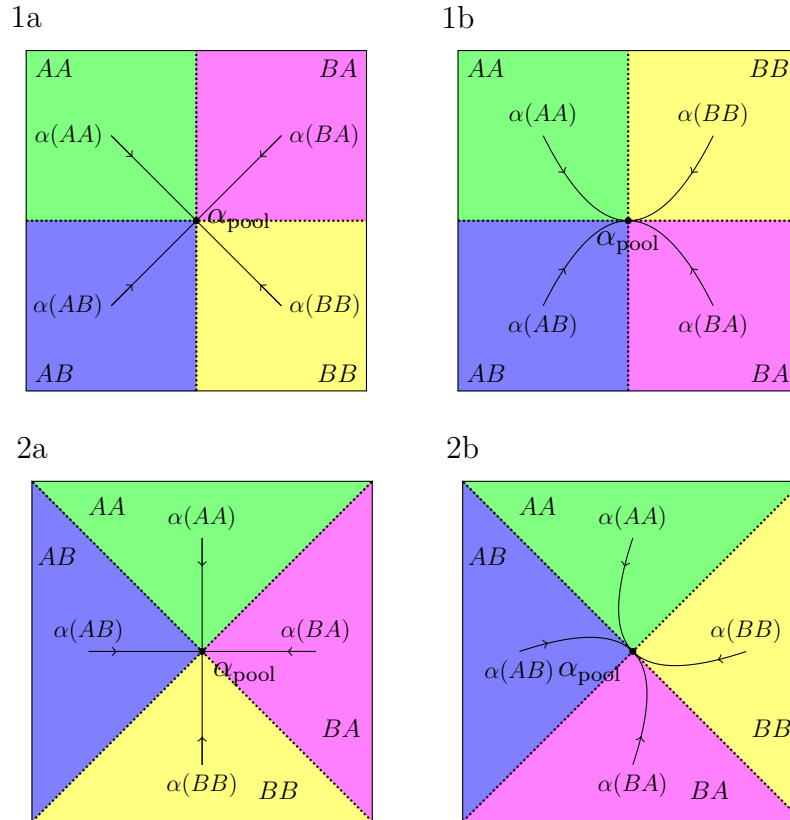 1a
1b
AA
BA
AA
BB
α(AA)
α(BA)
α(AA)
α(BB)
α_pool
α_pool
α(AB)
α(BB)
α(AB)
α(BA)
AB
BB
AB
BA
2a
2b
AA
α(AA)
AA
α(AA)
AB
AB
α(AB)
α(BA)
α(AB)
α(BB)
α_pool
α_pool
BA
BB
α(BB)
BB
α(BA)
BA